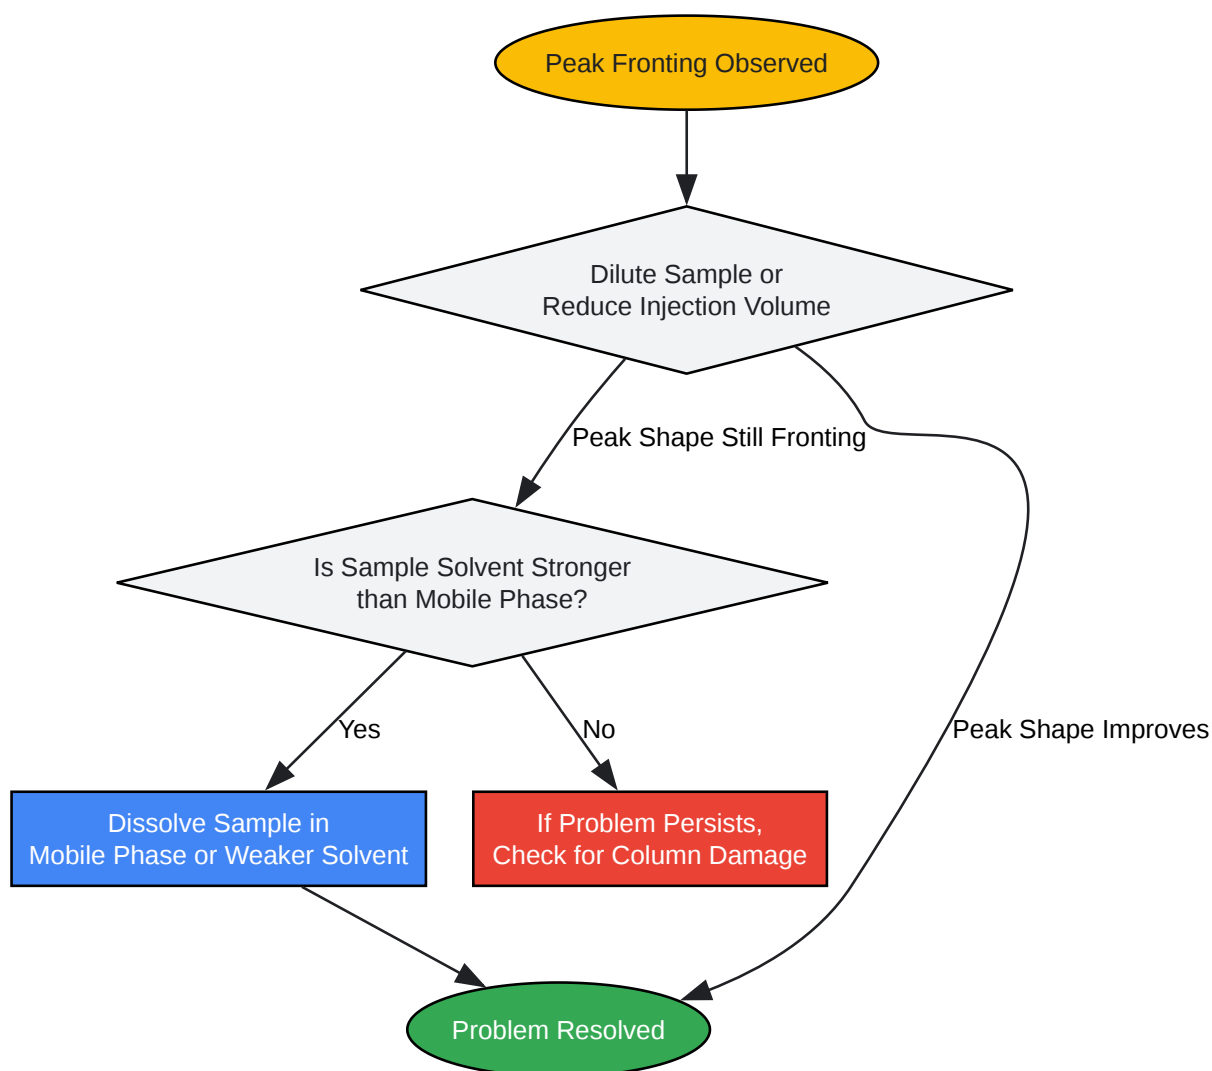 Peak Fronting Observed
Dilute Sample or
Reduce Injection Volume
Peak Shape Still Fronting
Is Sample Solvent Stronger
than Mobile Phase?
Yes
No
Peak Shape Improves
Dissolve Sample in
Mobile Phase or Weaker Solvent
If Problem Persists,
Check for Column Damage
Problem Resolved